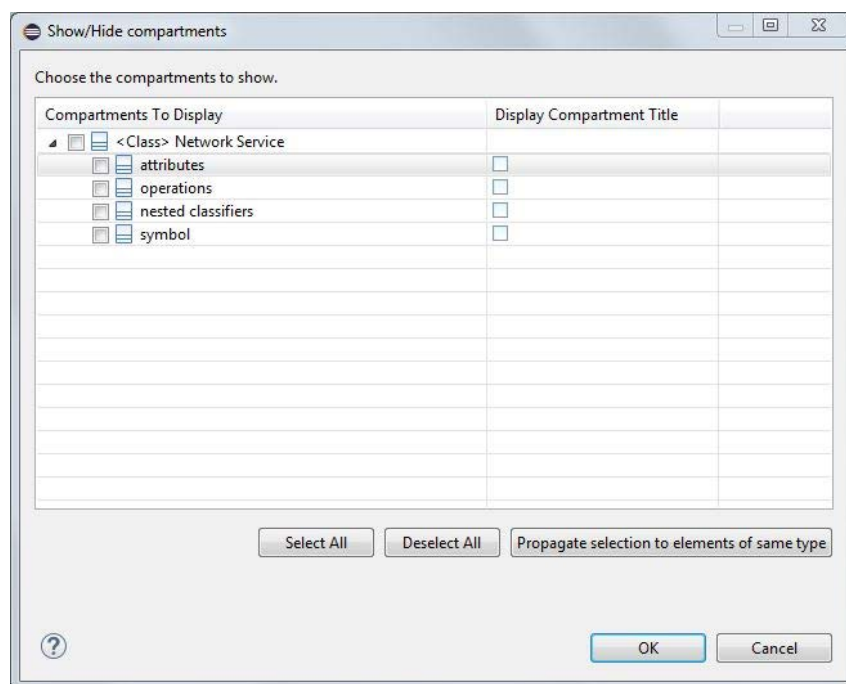 Show/Hide compartments
Choose the compartments to show.
Compartments To Display Display Compartment Title
<Class> Network Service
attributes
operations
nested classifiers
symbol
Select All Deselect All Propagate selection to elements of same type
? OK Cancel